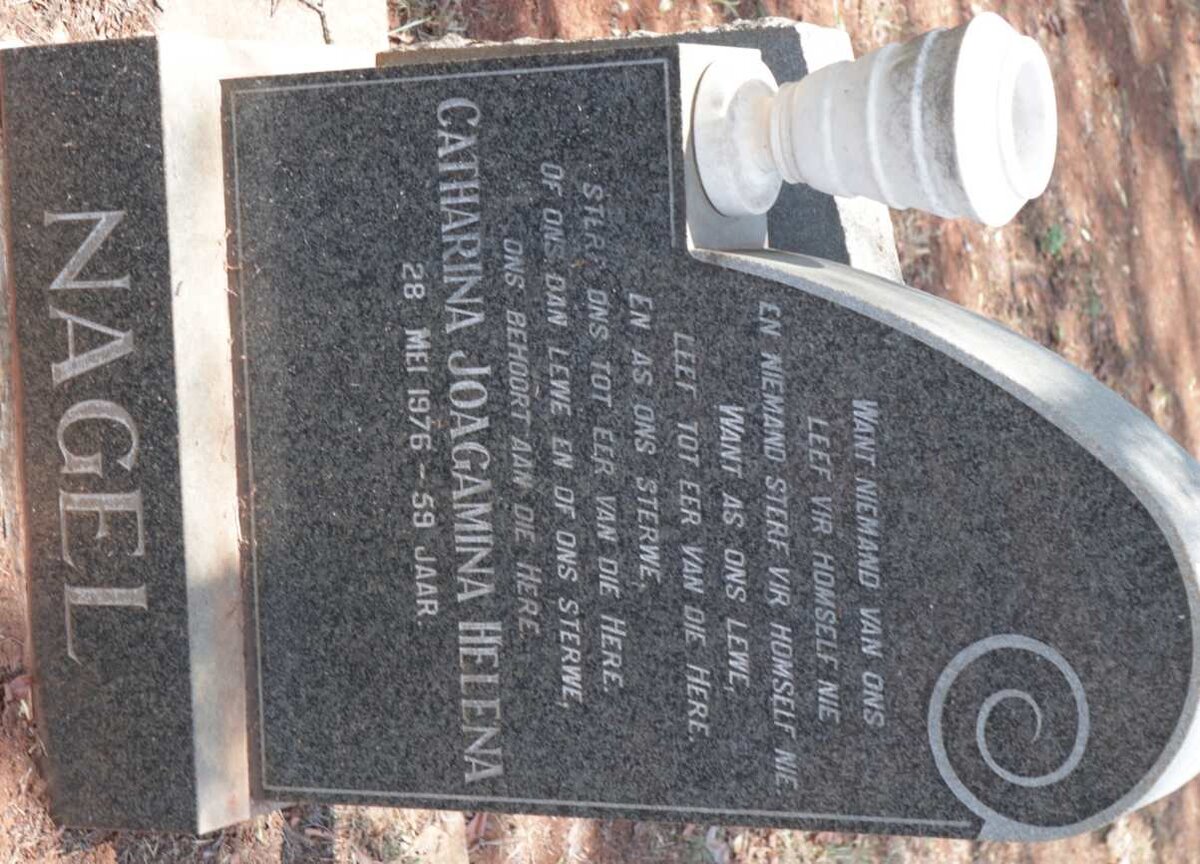 WANT NIEMAND VAN ONS
LEEF VIR HOMSELF NIE
EN NIEMAND STERF VIR HOMSELF NIE
WANT AS ONS LEWE,
LEEF TOT EER VAN DIE HERE.
EN AS ONS STERWE,
STERF ONS TOT EER VAN DIE HERE.
OF ONS DAN LEWE EN OF ONS STERWE,
ONS BEHOORT AAN DIE HERE.
CATHARINA JOAGAMINA HELENA
28 MEI 1976 - 59 JAAR.
NAGEL